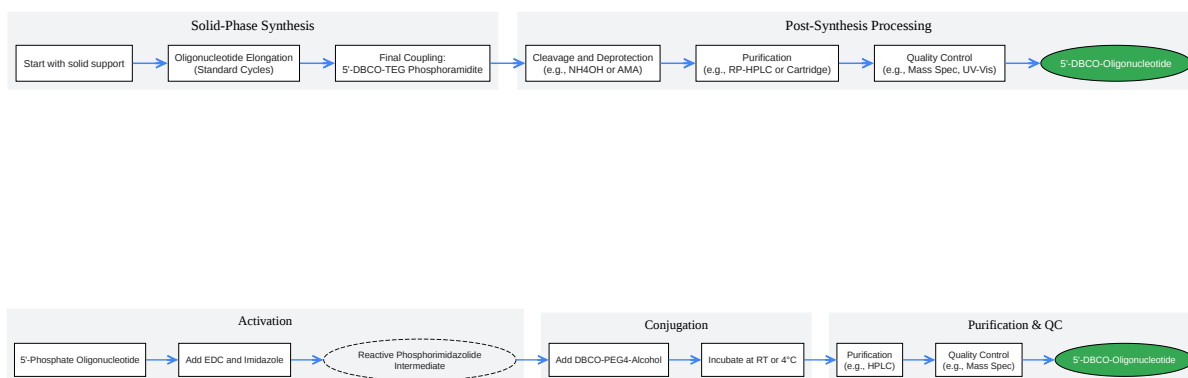 Solid-Phase Synthesis
Post-Synthesis Processing
Start with solid support
Oligonucleotide Elongation
(Standard Cycles)
Final Coupling:
5'-DBCO-TEG Phosphoramidite
Cleavage and Deprotection
(e.g., NH4OH or AMA)
Purification
(e.g., RP-HPLC or Cartridge)
Quality Control
(e.g., Mass Spec, UV-Vis)
5'-DBCO-Oligonucleotide
Activation
Conjugation
Purification & QC
5'-Phosphate Oligonucleotide
Add EDC and Imidazole
Reactive Phosphorimidazolide
Intermediate
Add DBCO-PEG4-Alcohol
Incubate at RT or 4°C
Purification
(e.g., HPLC)
Quality Control
(e.g., Mass Spec)
5'-DBCO-Oligonucleotide